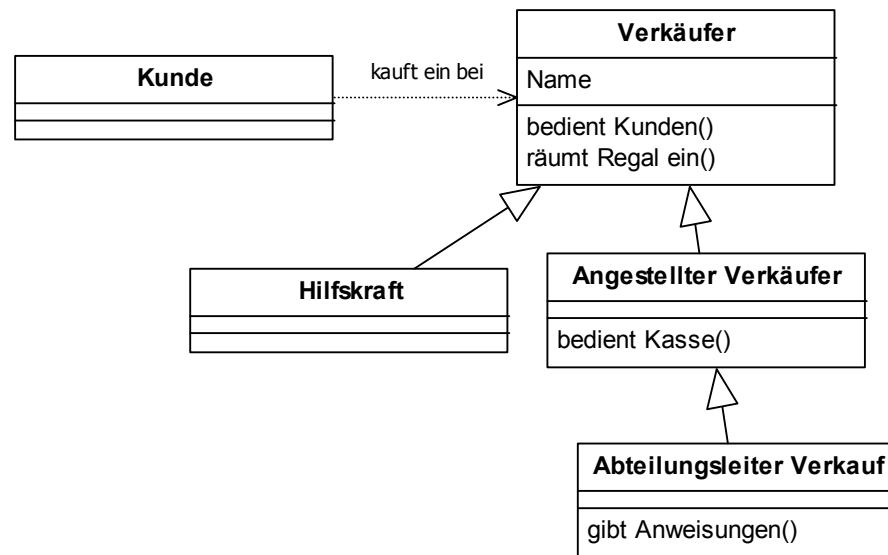 Verkäufer
Kunde
kauft ein bei
Name
bedient Kunden()
räumt Regal ein()
Hilfskraft
Angestellter Verkäufer
bedient Kasse()
Abteilungsleiter Verkauf
gibt Anweisungen()